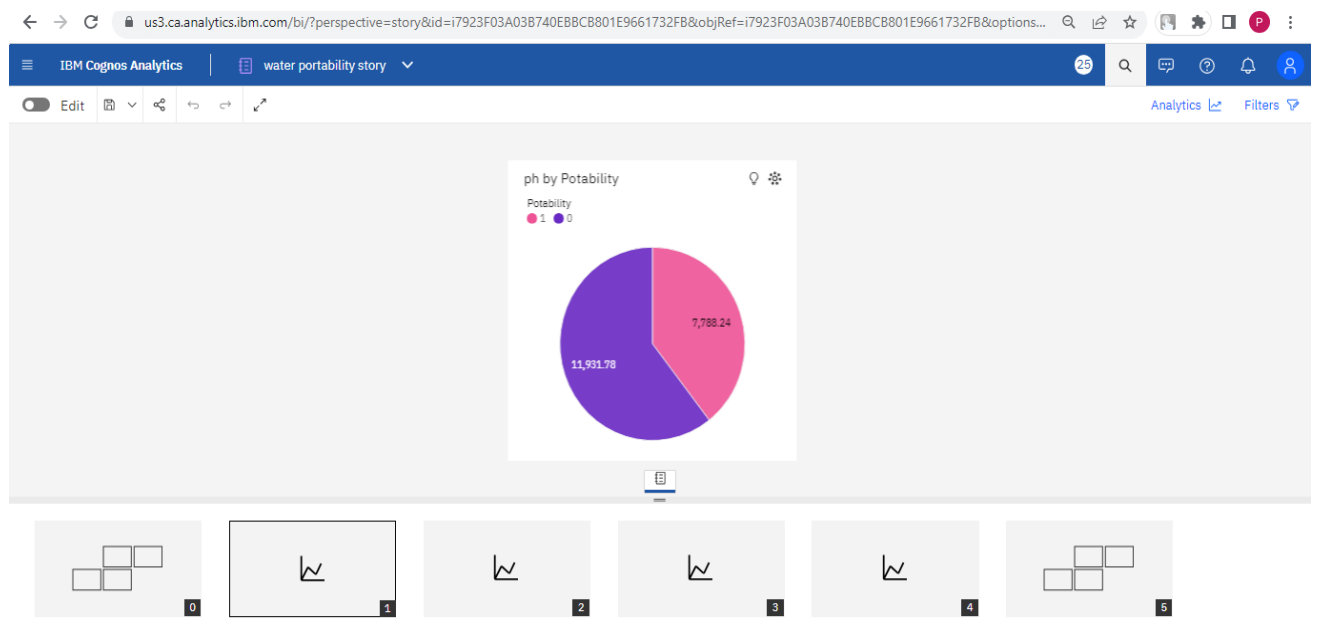 us3.ca.analytics.ibm.com/bi/?perspective=story&id=i7923F03A03B740EBBCB801E9661732FB&objRef=i7923F03A03B740EBBCB801E9661732FB&options...
P
IBM Cognos Analytics
water portability story
25
Edit
Analytics
Filters
ph by Potability
Potability
1 0
7,788.24
11,931.78
0 1 2 3 4 5